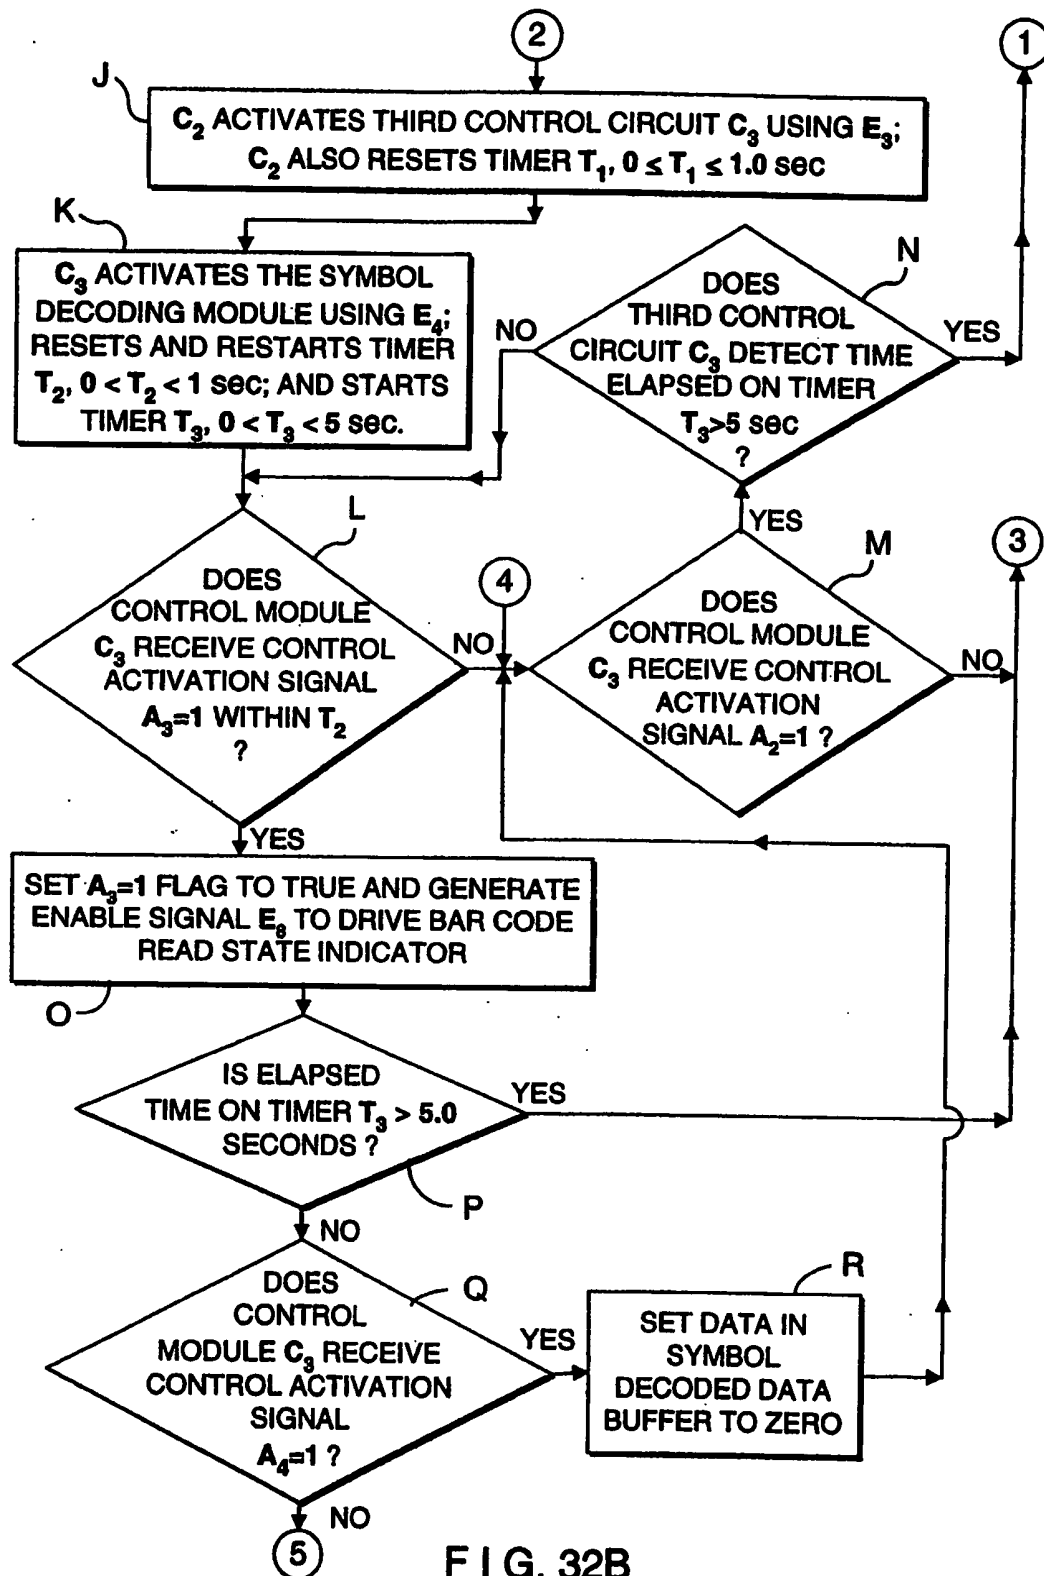 2
1
J
C2 ACTIVATES THIRD CONTROL CIRCUIT C3 USING E3;
C2 ALSO RESETS TIMER T1, 0 ≤ T1 ≤ 1.0 sec
K
C3 ACTIVATES THE SYMBOL
DECODING MODULE USING E4;
RESETS AND RESTARTS TIMER
T2, 0 < T2 < 1 sec; AND STARTS
TIMER T3, 0 < T3 < 5 sec.
N
DOES
THIRD CONTROL
CIRCUIT C3 DETECT TIME
ELAPSED ON TIMER
T3>5 sec
?
NO
YES
L
DOES
CONTROL MODULE
C3 RECEIVE CONTROL
ACTIVATION SIGNAL
A3=1 WITHIN T2
?
NO
YES
4
YES
M
DOES
CONTROL MODULE
C3 RECEIVE CONTROL
ACTIVATION
SIGNAL A2=1 ?
NO
3
SET A3=1 FLAG TO TRUE AND GENERATE
ENABLE SIGNAL E8 TO DRIVE BAR CODE
READ STATE INDICATOR
O
IS ELAPSED
TIME ON TIMER T3 > 5.0
SECONDS ?
YES
P
NO
DOES
CONTROL
MODULE C3 RECEIVE
CONTROL ACTIVATION
SIGNAL
A4=1 ?
Q
YES
R
SET DATA IN
SYMBOL
DECODED DATA
BUFFER TO ZERO
NO
5
FIG. 32B